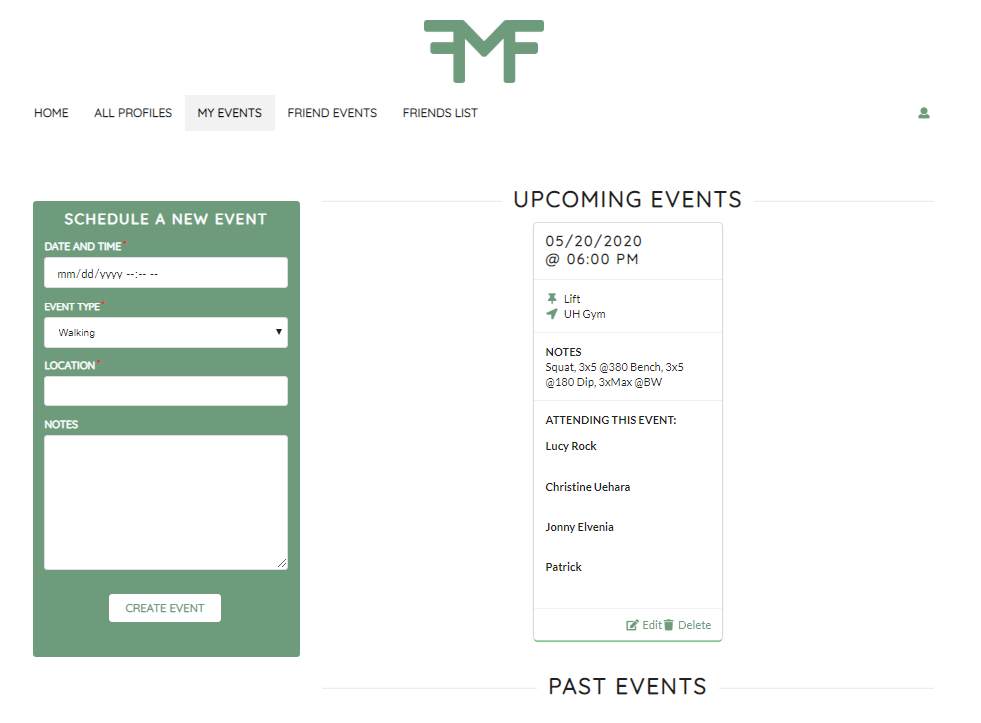 FMF
HOME ALL PROFILES MY EVENTS FRIEND EVENTS FRIENDS LIST
SCHEDULE A NEW EVENT
DATE AND TIME*
mm/dd/yyyy --:-- --
EVENT TYPE*
Walking
LOCATION*
NOTES
CREATE EVENT
UPCOMING EVENTS
05/20/2020
@ 06:00 PM
Lift
UH Gym
NOTES
Squat, 3x5 @380 Bench, 3x5
@180 Dip, 3xMax @BW
ATTENDING THIS EVENT:
Lucy Rock
Christine Uehara
Jonny Elvenia
Patrick
Edit Delete
PAST EVENTS